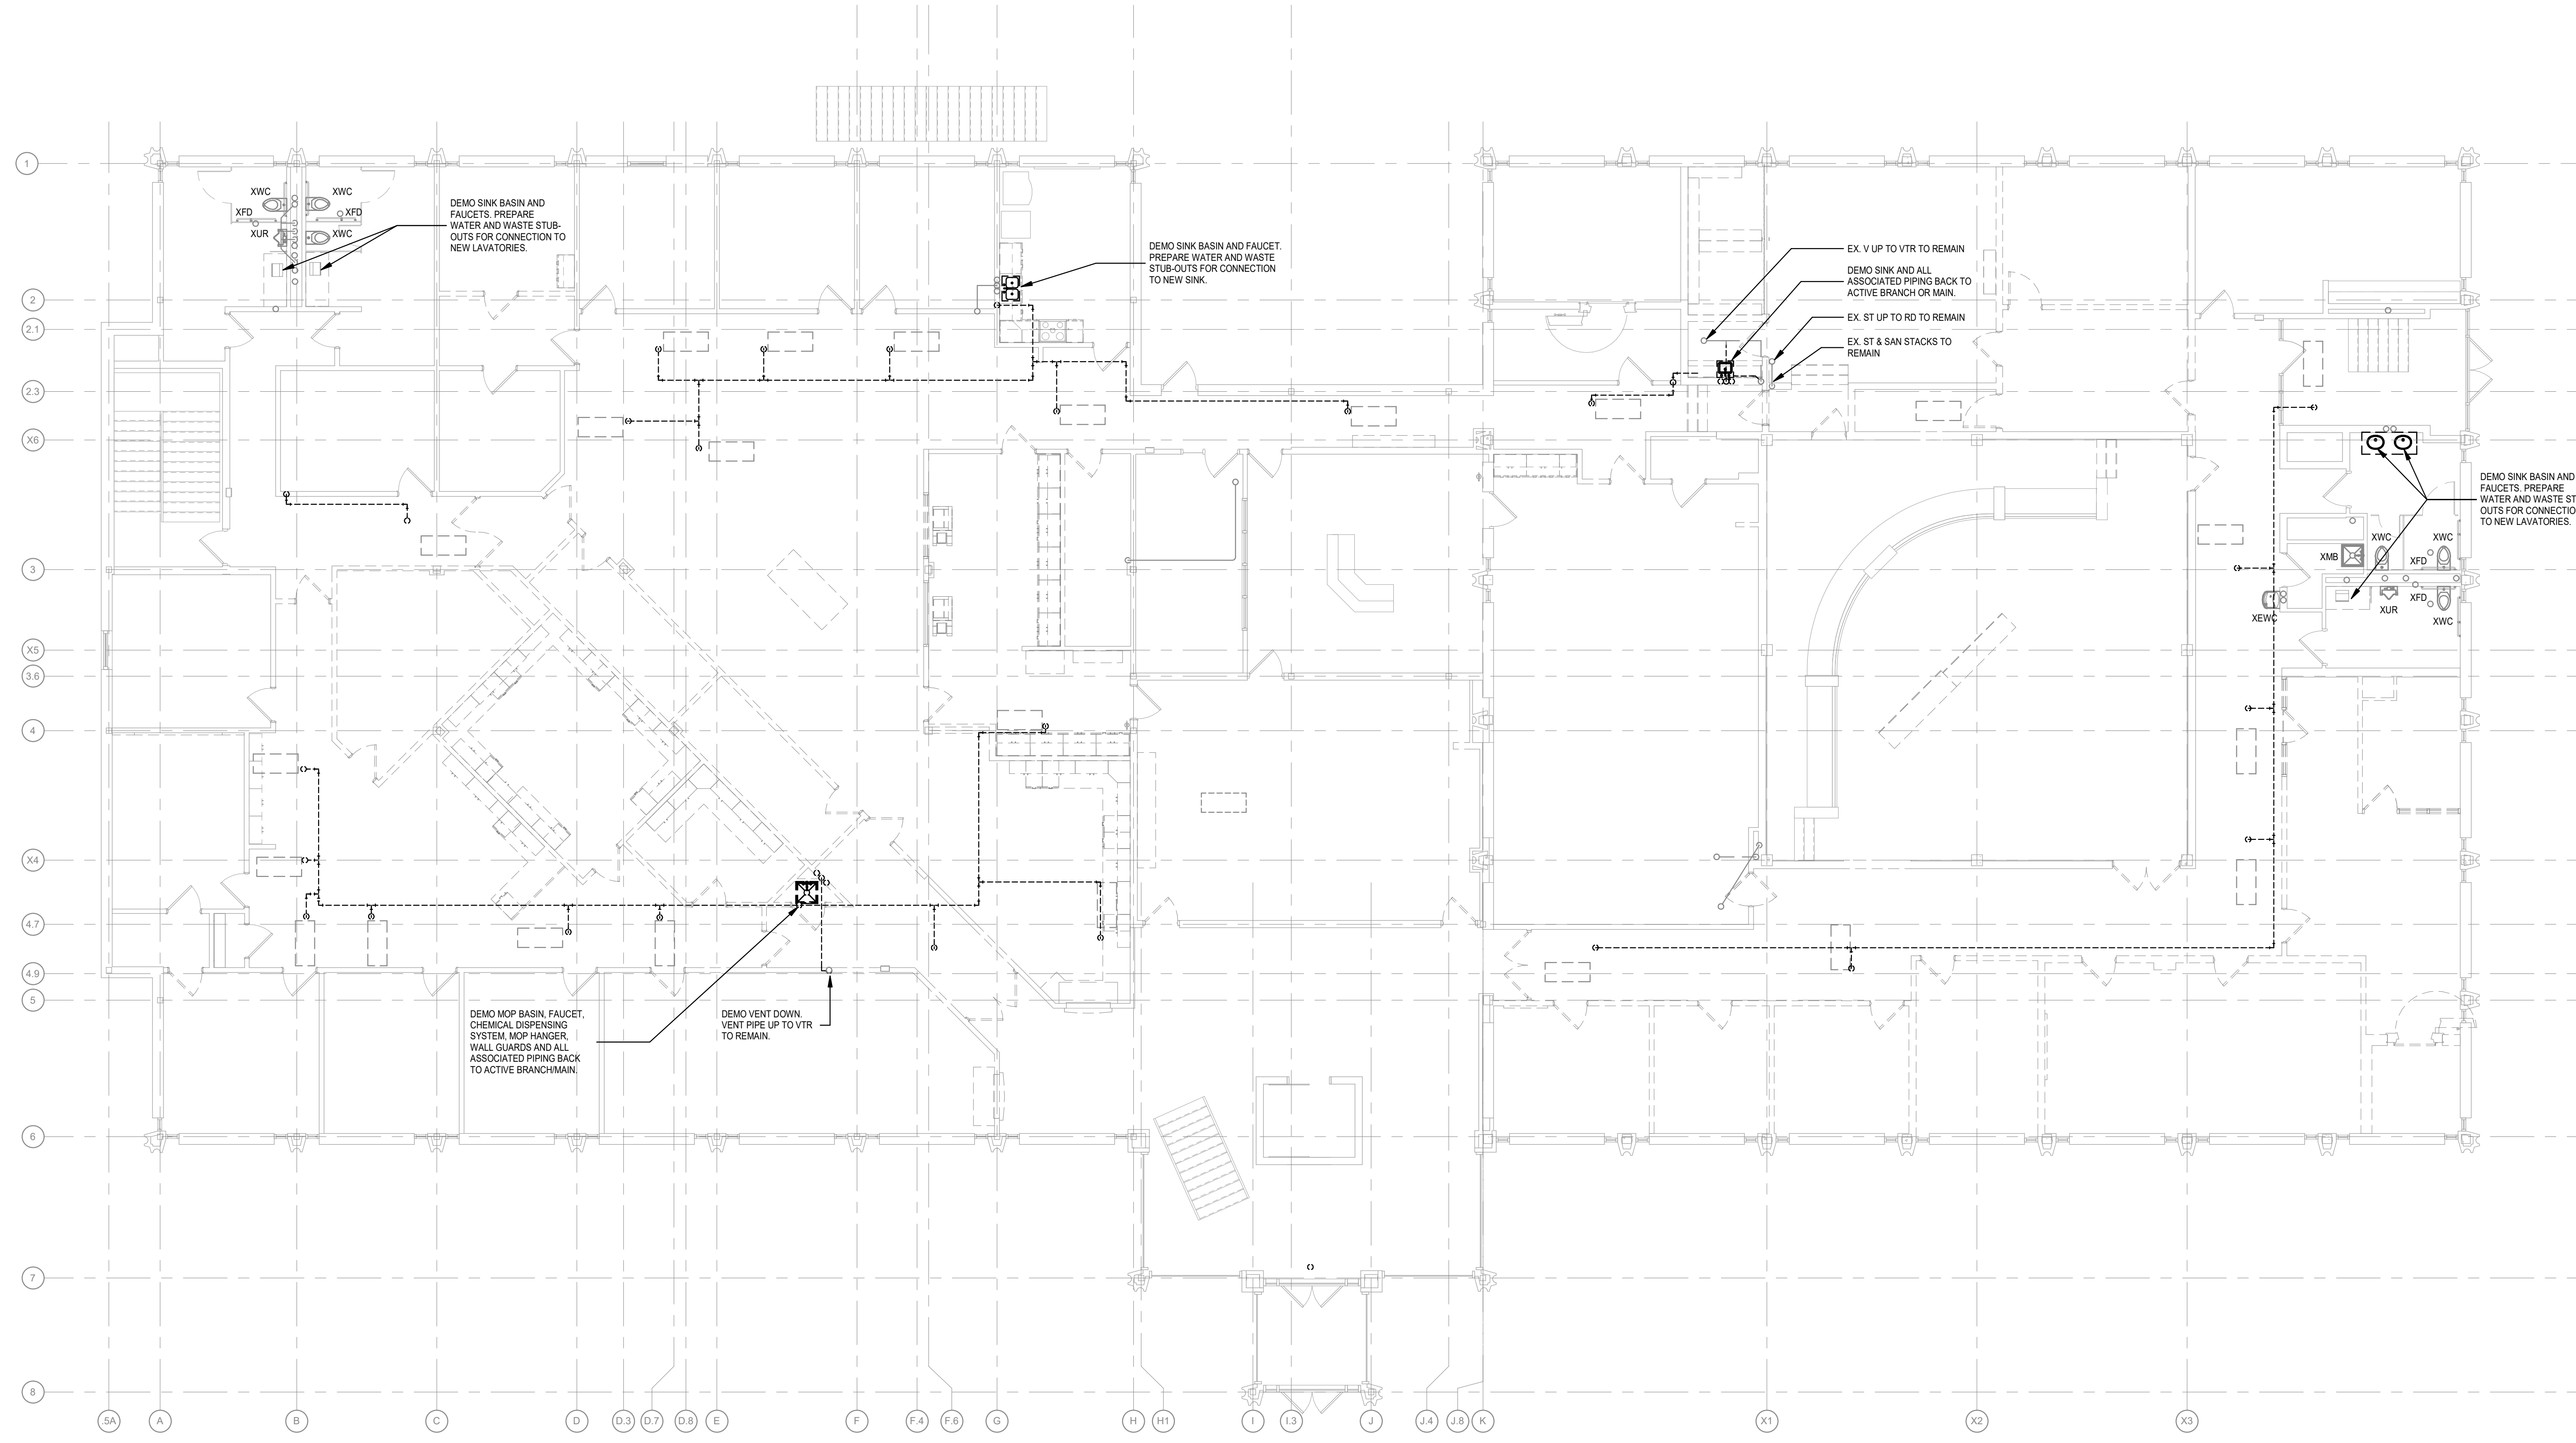 1
XWC
XWC
XFD
XFD
XUR
XWC
DEMO SINK BASIN AND
FAUCETS. PREPARE
WATER AND WASTE STUB-
OUTS FOR CONNECTION TO
NEW LAVATORIES.
DEMO SINK BASIN AND FAUCET.
PREPARE WATER AND WASTE
STUB-OUTS FOR CONNECTION
TO NEW SINK.
EX. V UP TO VTR TO REMAIN
DEMO SINK AND ALL
ASSOCIATED PIPING BACK TO
ACTIVE BRANCH OR MAIN.
EX. ST UP TO RD TO REMAIN
EX. ST & SAN STACKS TO
REMAIN
2
2.1
2.3
X6
DEMO SINK BASIN AND
FAUCETS. PREPARE
WATER AND WASTE ST
OUTS FOR CONNECTIO
TO NEW LAVATORIES.
XWC
XWC
XMB
XFD
3
XFD
XUR
XEWC
XWC
X5
3.6
4
X4
4.7
4.9
5
DEMO MOP BASIN, FAUCET,
CHEMICAL DISPENSING
SYSTEM, MOP HANGER,
WALL GUARDS AND ALL
ASSOCIATED PIPING BACK
TO ACTIVE BRANCH/MAIN.
DEMO VENT DOWN.
VENT PIPE UP TO VTR
TO REMAIN.
6
7
8
.5A
A
B
C
D
D.3
D.7
D.8
E
F
F.4
F.6
G
H
H1
I
I.3
J
J.4
J.8
K
X1
X2
X3